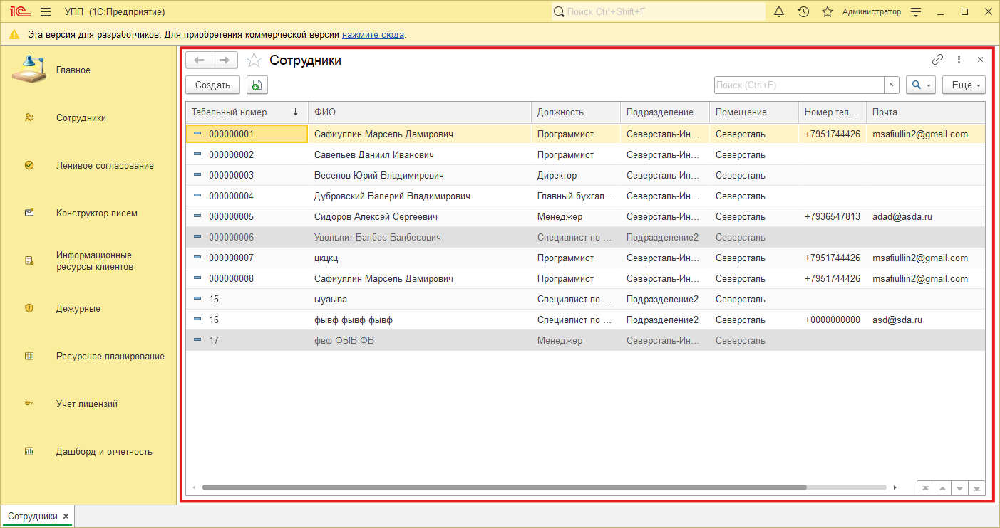 1С УПП (1С:Предприятие) Поиск Ctrl+Shift+F Администратор
Эта версия для разработчиков. Для приобретения коммерческой версии нажмите сюда.
Главное
Сотрудники
Ленивое согласование
Конструктор писем
Информационные
ресурсы клиентов
Дежурные
Ресурсное планирование
Учет лицензий
Дашборд и отчетность
Сотрудники
Создать Поиск (Ctrl+F) × Еще
Табельный номер ↓ ФИО Должность Подразделение Помещение Номер тел... Почта
000000001 Сафиуллин Марсель Дамирович Программист Северсталь-Ин... Северсталь +7951744426 msafiullin2@gmail.com
000000002 Савельев Даниил Иванович Программист Северсталь-Ин... Северсталь
000000003 Веселов Юрий Владимирович Директор Северсталь-Ин... Северсталь
000000004 Дубровский Валерий Владимирович Главный бухгал... Северсталь-Ин... Северсталь
000000005 Сидоров Алексей Сергеевич Менеджер Северсталь-Ин... Северсталь +7936547813 adad@asda.ru
000000006 Увольнит Балбес Балбесович Специалист по ... Подразделение2 Северсталь
000000007 цкцкц Программист Северсталь-Ин... Северсталь +7951744426 msafiullin2@gmail.com
000000008 Сафиуллин Марсель Дамирович Программист Северсталь-Ин... Северсталь +7951744426 msafiullin2@gmail.com
15 ыуаыва Специалист по ... Подразделение2 Северсталь
16 фывф фывф фывф Специалист по ... Подразделение2 Северсталь +0000000000 asd@sda.ru
17 фвф ФЫВ ФВ Менеджер Северсталь-Ин... Северсталь
Сотрудники ×